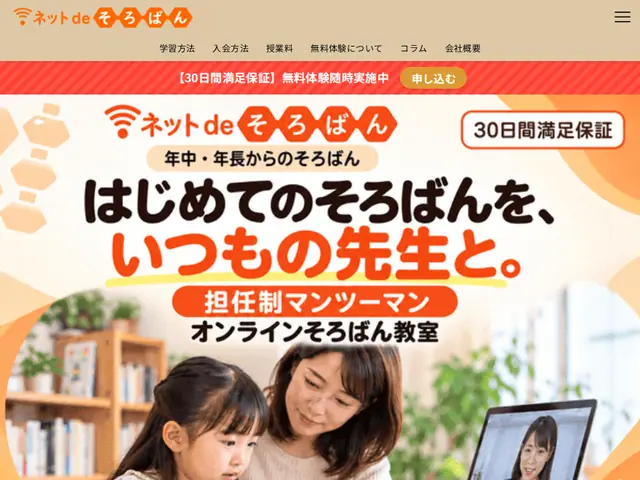 ネットdeそろばん
学習方法 入会方法 授業料 無料体験について コラム 会社概要
【30日間満足保証】無料体験随時実施中 申し込む
ネットdeそろばん
30日間満足保証
年中・年長からのそろばん
はじめてのそろばんを、
いつもの先生と。
担任制マンツーマン
オンラインそろばん教室